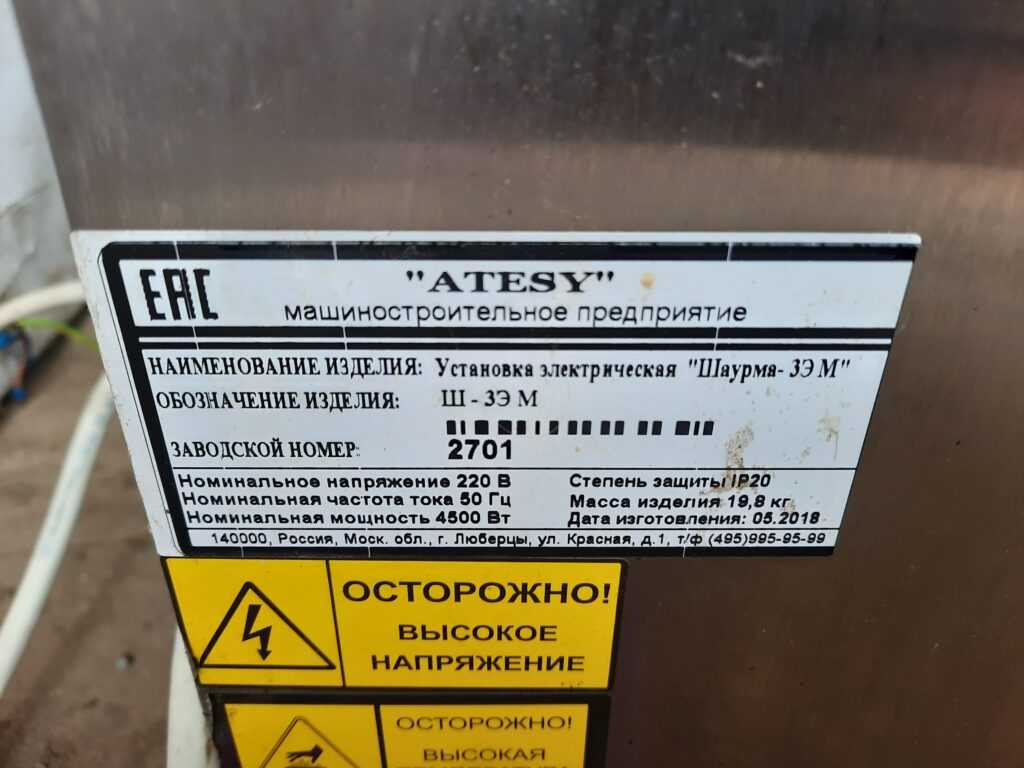 EAC
"ATESY"
машиностроительное предприятие
НАИМЕНОВАНИЕ ИЗДЕЛИЯ: Установка электрическая "Шаурма- 3Э М"
ОБОЗНАЧЕНИЕ ИЗДЕЛИЯ: Ш - 3Э М
ЗАВОДСКОЙ НОМЕР: 2701
Номинальное напряжение 220 В
Номинальная частота тока 50 Гц
Номинальная мощность 4500 Вт
Степень защиты IP20
Масса изделия 19,8 кг
Дата изготовления: 05.2018
140000, Россия, Моск. обл., г. Люберцы, ул. Красная, д.1, т/ф (495)995-95-99
ОСТОРОЖНО!
ВЫСОКОЕ
НАПРЯЖЕНИЕ
ОСТОРОЖНО!
ВЫСОКАЯ